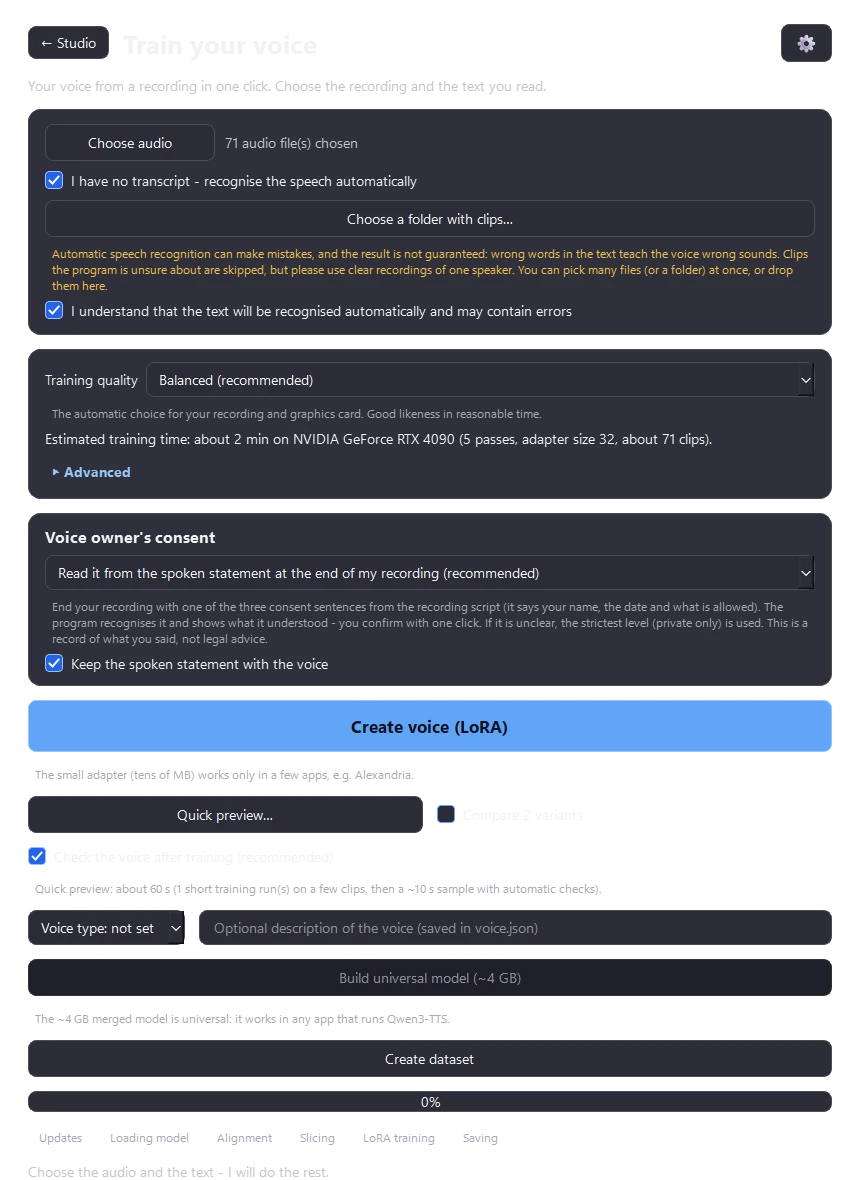 ← Studio
Train your voice
Your voice from a recording in one click. Choose the recording and the text you read.
Choose audio
71 audio file(s) chosen
I have no transcript - recognise the speech automatically
Choose a folder with clips...
Automatic speech recognition can make mistakes, and the result is not guaranteed: wrong words in the text teach the voice wrong sounds. Clips
the program is unsure about are skipped, but please use clear recordings of one speaker. You can pick many files (or a folder) at once, or drop
them here.
I understand that the text will be recognised automatically and may contain errors
Training quality
Balanced (recommended)
The automatic choice for your recording and graphics card. Good likeness in reasonable time.
Estimated training time: about 2 min on NVIDIA GeForce RTX 4090 (5 passes, adapter size 32, about 71 clips).
▸ Advanced
Voice owner's consent
Read it from the spoken statement at the end of my recording (recommended)
End your recording with one of the three consent sentences from the recording script (it says your name, the date and what is allowed). The
program recognises it and shows what it understood - you confirm with one click. If it is unclear, the strictest level (private only) is used. This is a
record of what you said, not legal advice.
Keep the spoken statement with the voice
Create voice (LoRA)
The small adapter (tens of MB) works only in a few apps, e.g. Alexandria.
Quick preview...
Compare 2 variants
Check the voice after training (recommended)
Quick preview: about 60 s (1 short training run(s) on a few clips, then a ~10 s sample with automatic checks).
Voice type: not set
Optional description of the voice (saved in voice.json)
Build universal model (~4 GB)
The ~4 GB merged model is universal: it works in any app that runs Qwen3-TTS.
Create dataset
0%
Updates
Loading model
Alignment
Slicing
LoRA training
Saving
Choose the audio and the text - I will do the rest.